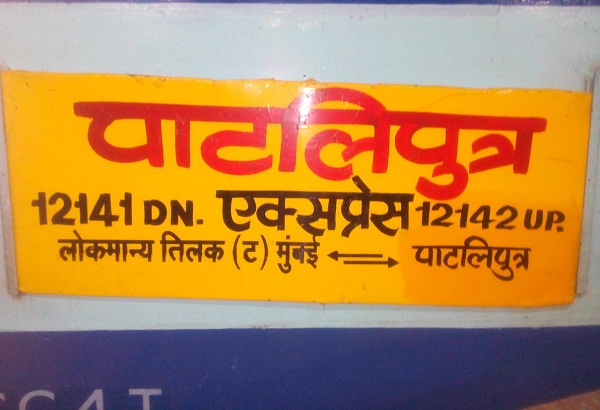 पाटलिपुत्र
12141 DN. एक्सप्रेस 12142 UP.
लोकमान्य तिलक (ट) मुंबई ⟷ पाटलिपुत्र